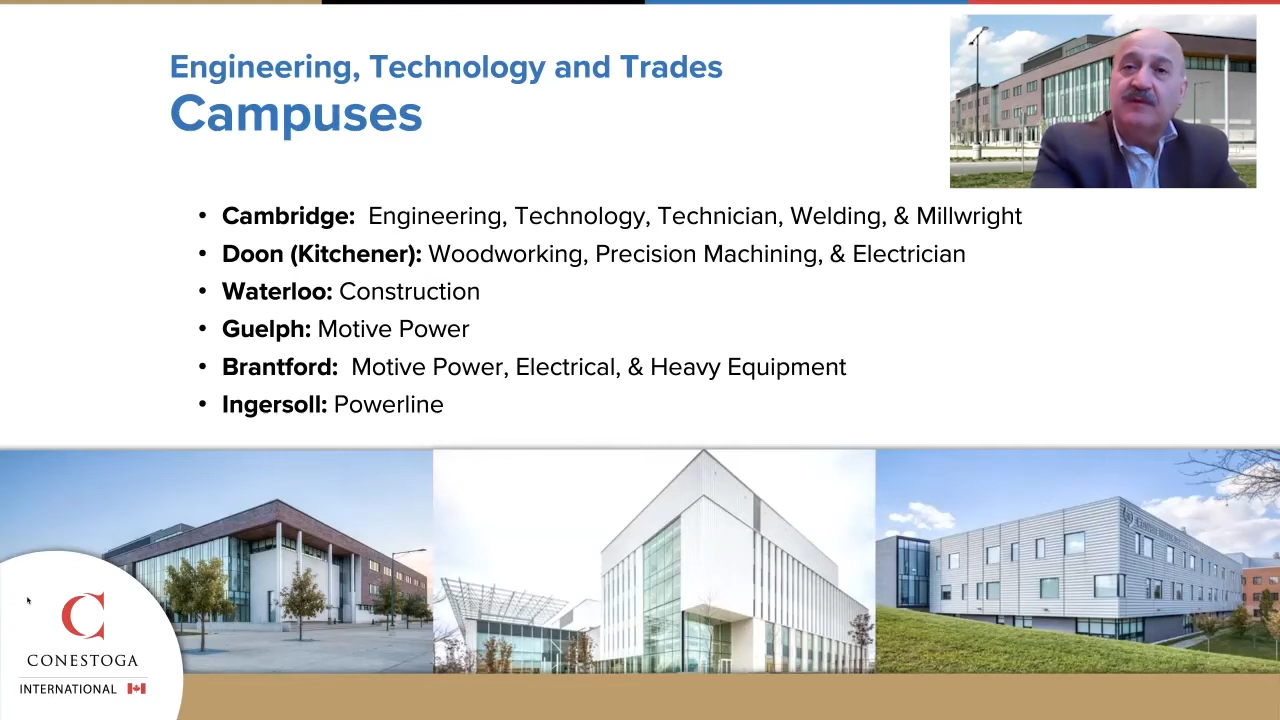 Engineering, Technology and Trades
Campuses
• Cambridge: Engineering, Technology, Technician, Welding, & Millwright
• Doon (Kitchener): Woodworking, Precision Machining, & Electrician
• Waterloo: Construction
• Guelph: Motive Power
• Brantford: Motive Power, Electrical, & Heavy Equipment
• Ingersoll: Powerline
C
CONESTOGA
INTERNATIONAL